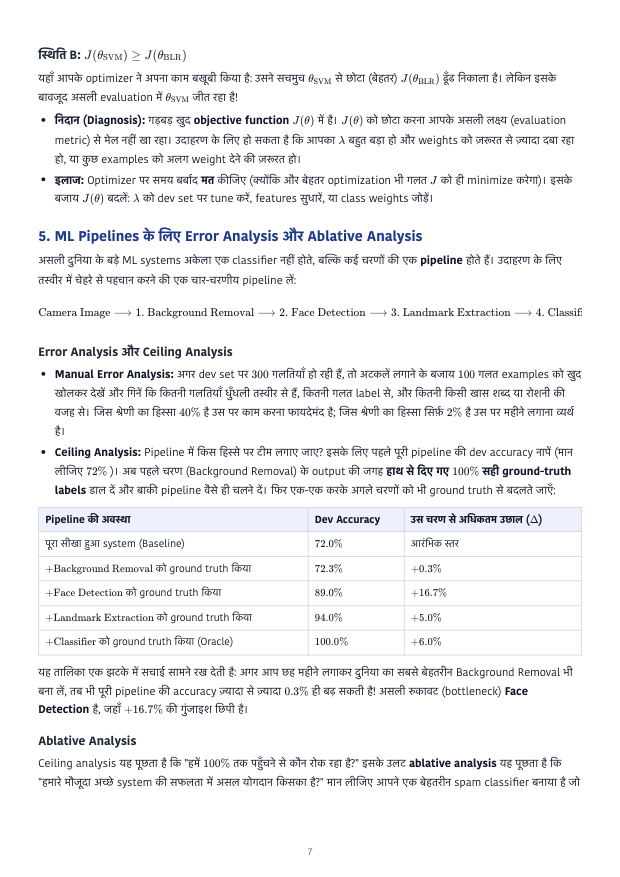 स्थिति B: J(θ_SVM) ≥ J(θ_BLR)
यहाँ आपके optimizer ने अपना काम बखूबी किया है: उसने सचमुच θ_SVM से छोटा (बेहतर) J(θ_BLR) ढूँढ निकाला है। लेकिन इसके
बावजूद असली evaluation में θ_SVM जीत रहा है!
• निदान (Diagnosis): गड़बड़ खुद objective function J(θ) में है। J(θ) को छोटा करना आपके असली लक्ष्य (evaluation
metric) से मेल नहीं खा रहा। उदाहरण के लिए हो सकता है कि आपका λ बहुत बड़ा हो और weights को ज़रूरत से ज़्यादा दबा रहा
हो, या कुछ examples को अलग weight देने की ज़रूरत हो।
• इलाज: Optimizer पर समय बर्बाद मत कीजिए (क्योंकि और बेहतर optimization भी गलत J को ही minimize करेगा)। इसके
बजाय J(θ) बदलें: λ को dev set पर tune करें, features सुधारें, या class weights जोड़ें।
5. ML Pipelines के लिए Error Analysis और Ablative Analysis
असली दुनिया के बड़े ML systems अकेला एक classifier नहीं होते, बल्कि कई चरणों की एक pipeline होते हैं। उदाहरण के लिए
तस्वीर में चेहरे से पहचान करने की एक चार-चरणीय pipeline लें:
Camera Image ⟶ 1. Background Removal ⟶ 2. Face Detection ⟶ 3. Landmark Extraction ⟶ 4. Classif
Error Analysis और Ceiling Analysis
• Manual Error Analysis: अगर dev set पर 300 गलतियाँ हो रही हैं, तो अटकलें लगाने के बजाय 100 गलत examples को खुद
खोलकर देखें और गिनें कि कितनी गलतियाँ धुँधली तस्वीर से हैं, कितनी गलत label से, और कितनी किसी खास शब्द या रोशनी की
वजह से। जिस श्रेणी का हिस्सा 40% है उस पर काम करना फायदेमंद है; जिस श्रेणी का हिस्सा सिर्फ़ 2% है उस पर महीने लगाना व्यर्थ
है।
• Ceiling Analysis: Pipeline में किस हिस्से पर टीम लगाए जाए? इसके लिए पहले पूरी pipeline की dev accuracy नापें (मान
लीजिए 72% )। अब पहले चरण (Background Removal) के output की जगह हाथ से दिए गए 100% सही ground-truth
labels डाल दें और बाकी pipeline वैसे ही चलने दें। फिर एक-एक करके अगले चरणों को भी ground truth से बदलते जाएँ:
Pipeline की अवस्था Dev Accuracy उस चरण से अधिकतम उछाल (Δ)
पूरा सीखा हुआ system (Baseline) 72.0% आरंभिक स्तर
+Background Removal को ground truth किया 72.3% +0.3%
+Face Detection को ground truth किया 89.0% +16.7%
+Landmark Extraction को ground truth किया 94.0% +5.0%
+Classifier को ground truth किया (Oracle) 100.0% +6.0%
यह तालिका एक झटके में सचाई सामने रख देती है: अगर आप छह महीने लगाकर दुनिया का सबसे बेहतरीन Background Removal भी
बना लें, तब भी पूरी pipeline की accuracy ज़्यादा से ज़्यादा 0.3% ही बढ़ सकती है! असली रुकावट (bottleneck) Face
Detection है, जहाँ +16.7% की गुंजाइश छिपी है।
Ablative Analysis
Ceiling analysis यह पूछता है कि "हमें 100% तक पहुँचने से कौन रोक रहा है?" इसके उलट ablative analysis यह पूछता है कि
"हमारे मौजूदा अच्छे system की सफलता में असल योगदान किसका है?" मान लीजिए आपने एक बेहतरीन spam classifier बनाया है जो
7